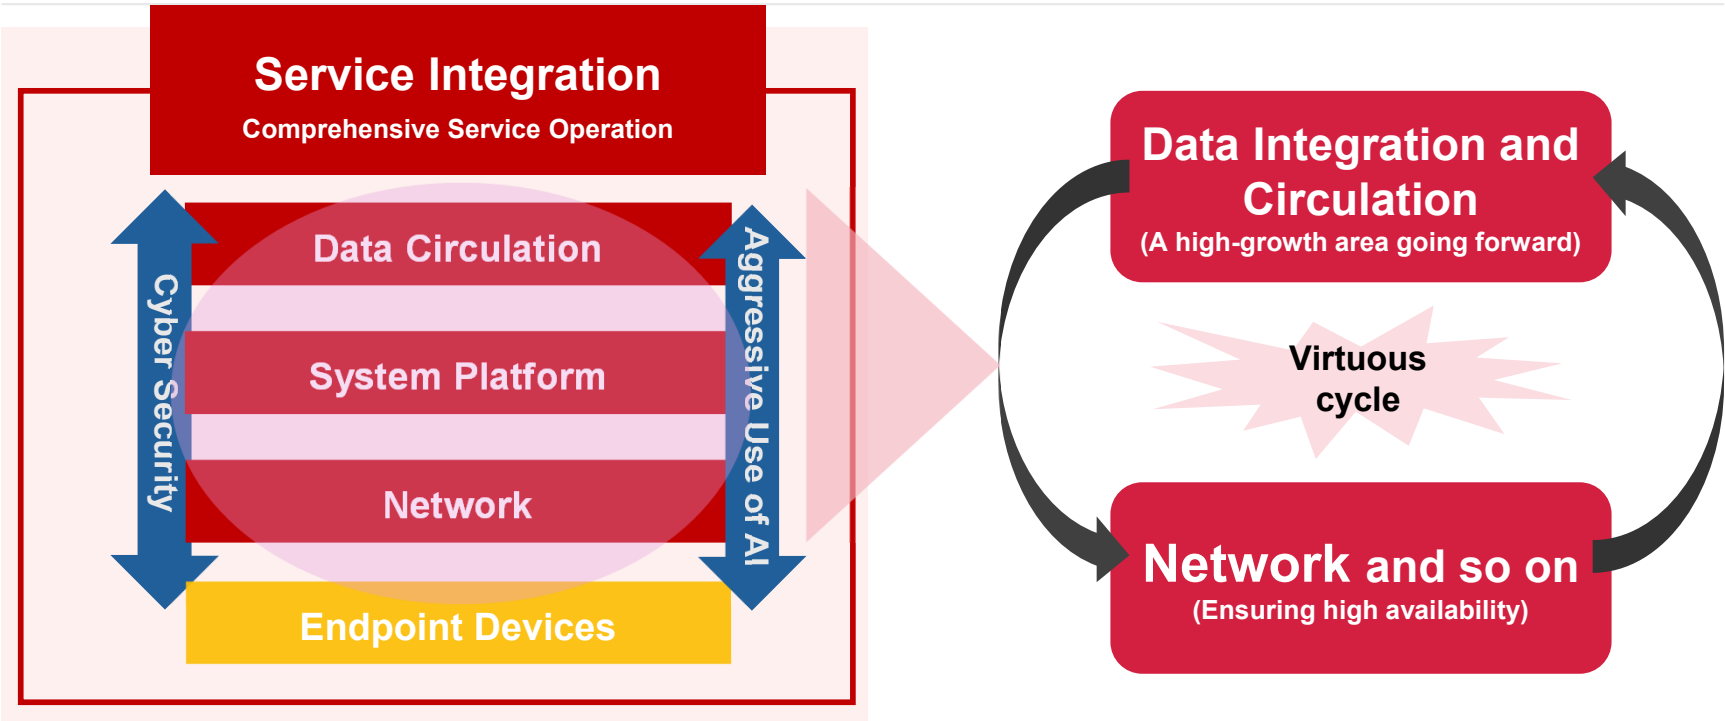 Service Integration
Comprehensive Service Operation
Cyber Security
Data Circulation
System Platform
Network
Endpoint Devices
Aggressive Use of AI
Data Integration and
Circulation
(A high-growth area going forward)
Virtuous
cycle
Network and so on
(Ensuring high availability)